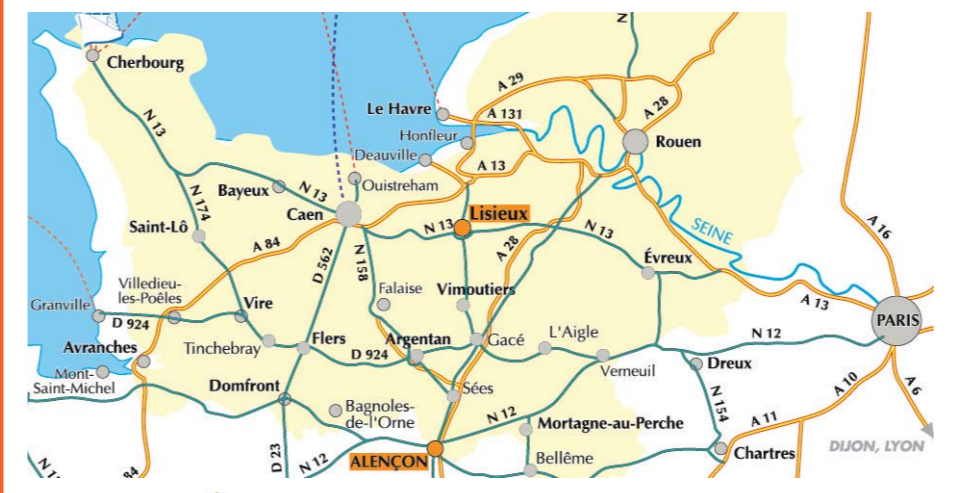 N
Cherbourg
A 29
Le Havre
A 131
A 28
N 13
Honfleur
Rouen
Deauville
A 13
Ouistreham
Bayeux
N 13
N 174
Caen
Lisieux
Saint-Lô
N 13
N 13
SEINE
A 16
A 84
D 562
N 158
A 28
Évreux
Villedieu-
les-Poêles
Falaise
Vimoutiers
A 13
Granville
D 924
Vire
PARIS
Tinchebray
Flers
D 924
Argentan
Gacé
L'Aigle
N 12
Avranches
Verneuil
Dreux
Mont-
Saint-Michel
Domfront
Sées
A 10
A 6
Bagnoles-
de-l'Orne
N 12
Mortagne-au-Perche
N 154
A 11
DIJON, LYON
D 23
N 12
ALENÇON
Bellême
Chartres
84